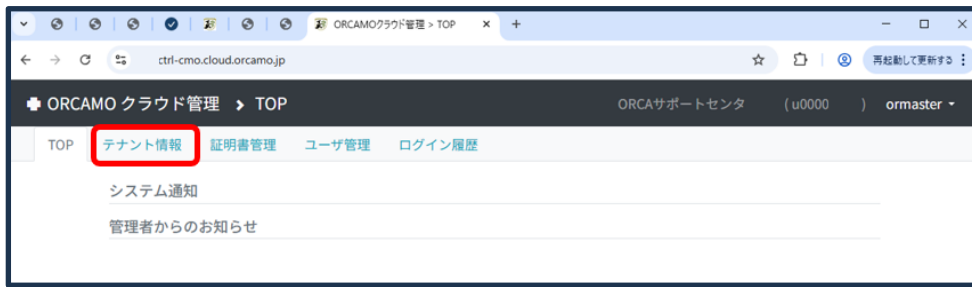 ORCAMOクラウド管理 > TOP
ctrl-cmo.cloud.orcamo.jp
再起動して更新する
ORCAMO クラウド管理 > TOP ORCAサポートセンタ ( u0000 ) ormaster
TOP テナント情報 証明書管理 ユーザ管理 ログイン履歴
システム通知
管理者からのお知らせ